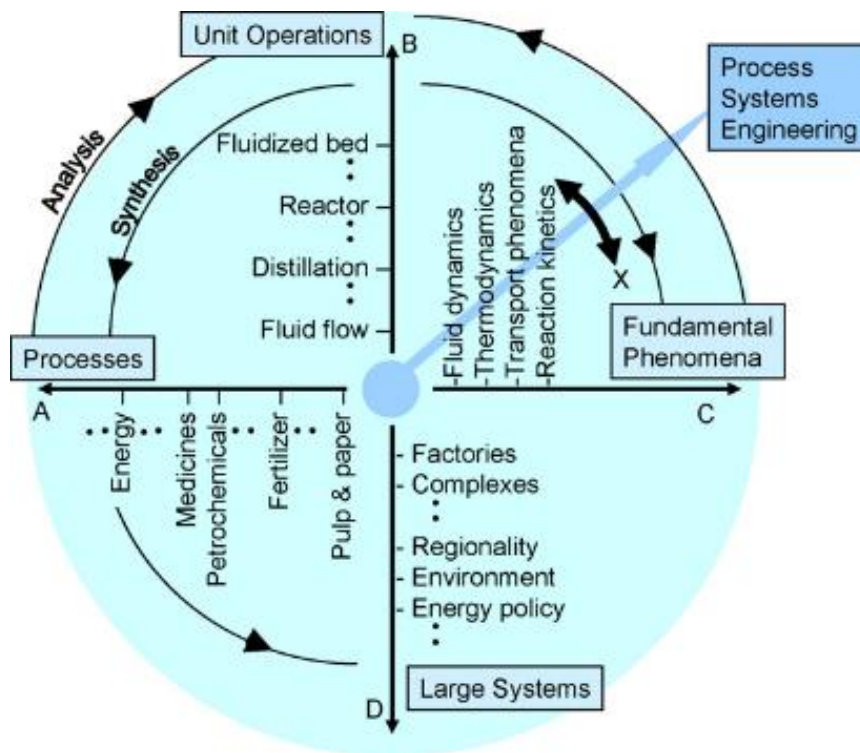 Unit Operations
B
Process
Systems
Engineering
Analysis
Synthesis
Fluidized bed
Reactor
Distillation
Fluid flow
Fluid dynamics
Thermodynamics
Transport phenomena
Reaction kinetics
X
Processes
Fundamental
Phenomena
A
C
Energy
Medicines
Petrochemicals
Fertilizer
Pulp & paper
Factories
Complexes
Regionality
Environment
Energy policy
Large Systems
D